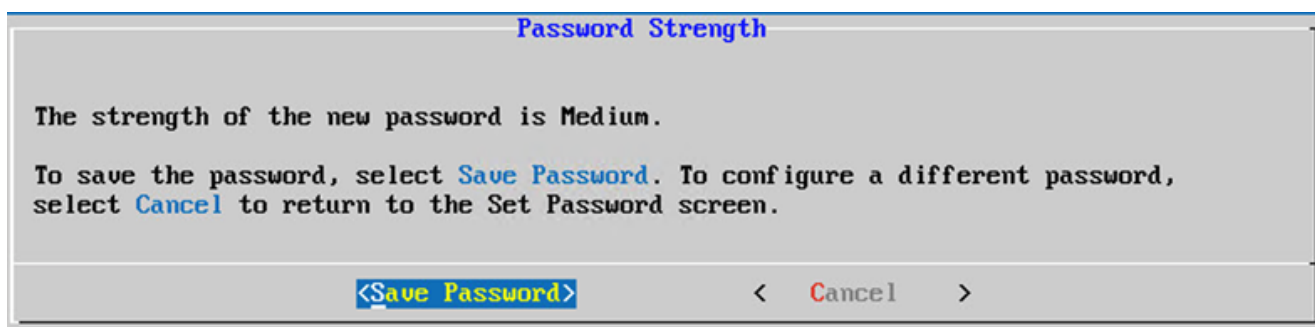 Password Strength
The strength of the new password is Medium.
To save the password, select Save Password. To configure a different password,
select Cancel to return to the Set Password screen.
<Save Password> < Cancel >